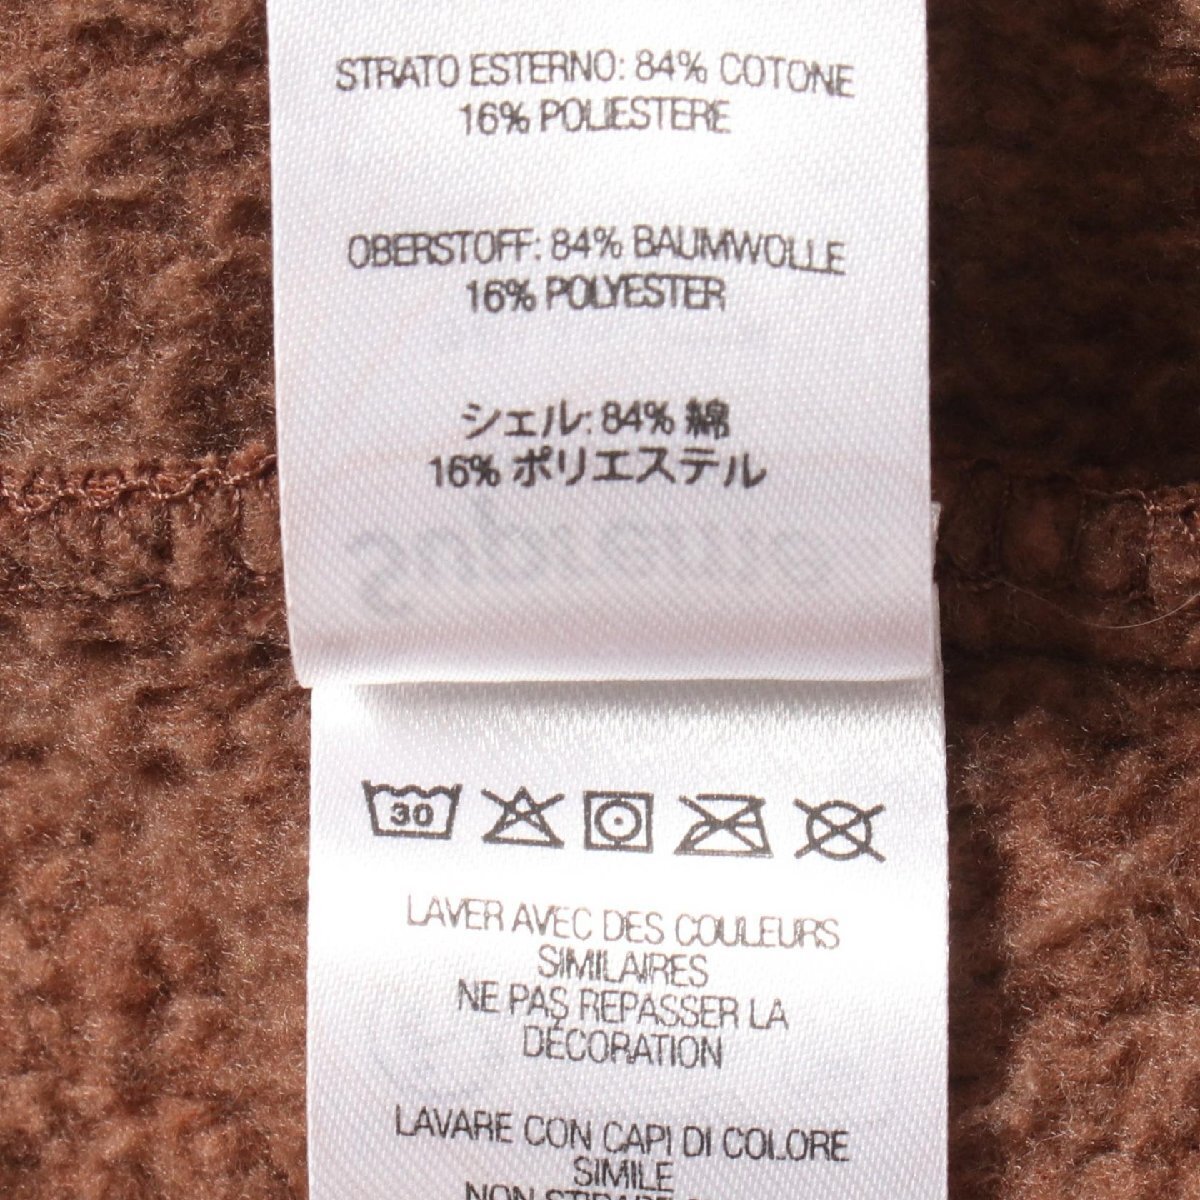 STRATO ESTERNO: 84% COTONE
16% POLIESTERE
OBERSTOFF: 84% BAUMWOLLE
16% POLYESTER
シェル: 84% 綿
16% ポリエステル
30
LAVER AVEC DES COULEURS
SIMILAIRES
NE PAS REPASSER LA
DÉCORATION
LAVARE CON CAPI DI COLORE
SIMILE
NON STIRARE